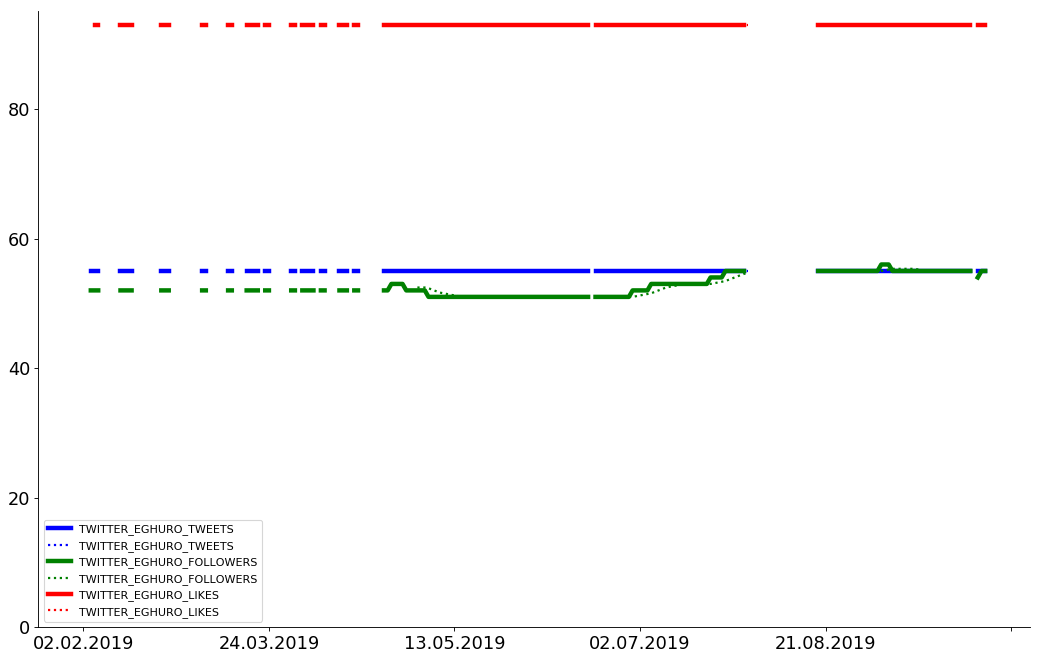 80
60
40
20
0
TWITTER_EGHURO_TWEETS
TWITTER_EGHURO_TWEETS
TWITTER_EGHURO_FOLLOWERS
TWITTER_EGHURO_FOLLOWERS
TWITTER_EGHURO_LIKES
TWITTER_EGHURO_LIKES
02.02.2019 24.03.2019 13.05.2019 02.07.2019 21.08.2019